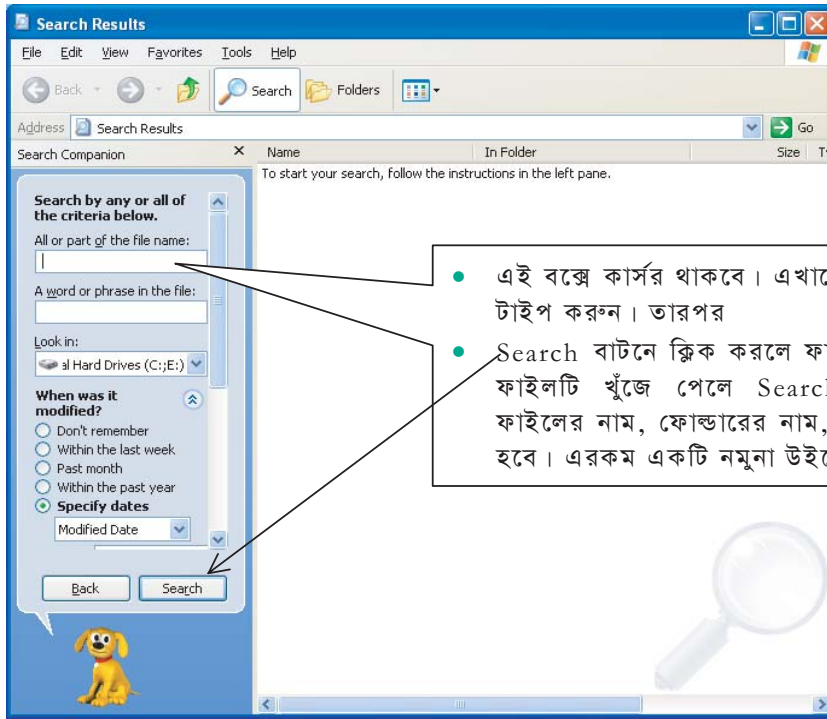 Search Results
File Edit View Favorites Tools Help
Back Search Folders
Address Search Results Go
Search Companion Name In Folder Size
To start your search, follow the instructions in the left pane.
Search by any or all of
the criteria below.
All or part of the file name:
A word or phrase in the file:
Look in:
al Hard Drives (C:;E:)
When was it
modified?
Don't remember
Within the last week
Past month
Within the past year
Specify dates
Modified Date
Back Search
এই বক্সে কার্সর থাকবে।
টাইপ করুন। তারপর
Search বাটনে ক্লিক করলে
ফাইলটি খুঁজে পেলে Search
ফাইলের নাম, ফোল্ডারের নাম,
হবে। এরকম একটি নমুনা